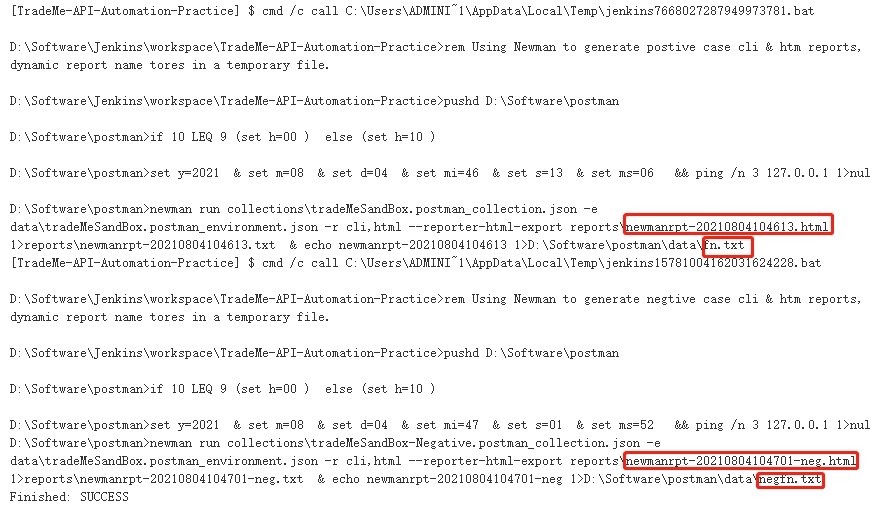 [TradeMe-API-Automation-Practice] $ cmd /c call C:\Users\ADMINI~1\AppData\Local\Temp\jenkins7668027287949973781.bat
D:\Software\Jenkins\workspace\TradeMe-API-Automation-Practice>rem Using Newman to generate postive case cli & htm reports,
dynamic report name tores in a temporary file.
D:\Software\Jenkins\workspace\TradeMe-API-Automation-Practice>pushd D:\Software\postman
D:\Software\postman>if 10 LEQ 9 (set h=00 )  else (set h=10 )
D:\Software\postman>set y=2021  & set m=08  & set d=04  & set mi=46  & set s=13  & set ms=06   && ping /n 3 127.0.0.1 1>nul
D:\Software\postman>newman run collections\tradeMeSandBox.postman_collection.json -e
data\tradeMeSandBox.postman_environment.json -r cli,html --reporter-html-export reports\newmanrpt-20210804104613.html
1>reports\newmanrpt-20210804104613.txt  & echo newmanrpt-20210804104613 1>D:\Software\postman\data\fn.txt
[TradeMe-API-Automation-Practice] $ cmd /c call C:\Users\ADMINI~1\AppData\Local\Temp\jenkins15781004162031624228.bat
D:\Software\Jenkins\workspace\TradeMe-API-Automation-Practice>rem Using Newman to generate negtive case cli & htm reports,
dynamic report name tores in a temporary file.
D:\Software\Jenkins\workspace\TradeMe-API-Automation-Practice>pushd D:\Software\postman
D:\Software\postman>if 10 LEQ 9 (set h=00 )  else (set h=10 )
D:\Software\postman>set y=2021  & set m=08  & set d=04  & set mi=47  & set s=01  & set ms=52   && ping /n 3 127.0.0.1 1>nul
D:\Software\postman>newman run collections\tradeMeSandBox-Negative.postman_collection.json -e
data\tradeMeSandBox.postman_environment.json -r cli,html --reporter-html-export reports\newmanrpt-20210804104701-neg.html
1>reports\newmanrpt-20210804104701-neg.txt  & echo newmanrpt-20210804104701-neg 1>D:\Software\postman\data\negfn.txt
Finished: SUCCESS